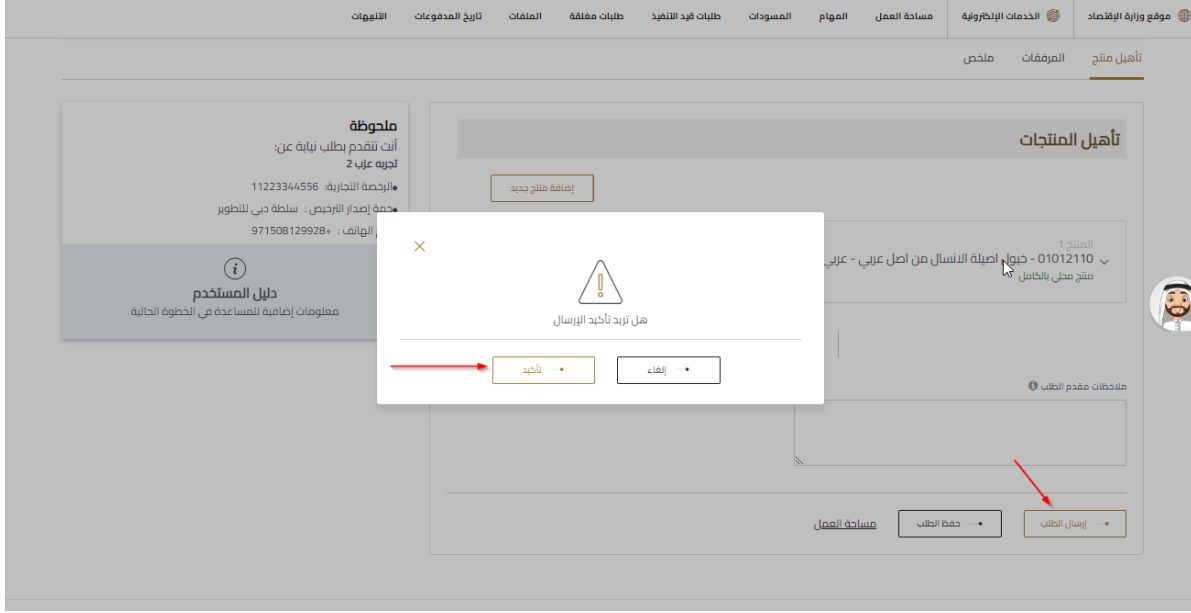 موقع وزارة الإقتصاد
الخدمات الإلكترونية
مساحة العمل
المهام
المسودات
طلبات قيد التنفيذ
طلبات مغلقة
الملفات
تاريخ المدفوعات
التنبيهات
تأهيل منتج
المرفقات
ملخص
تأهيل المنتجات
إضافة منتج جديد
المنتج 1
01012110 - خيول اصيلة الانسال من اصل عربي - عربي
منتج محلي بالكامل
ملاحظات مقدم الطلب
إرسال الطلب
حفظ الطلب
مساحة العمل
ملحوظة
أنت تتقدم بطلب نيابة عن:
تجربه عزب 2
الرخصة التجارية: 11223344556
جهة إصدار الترخيص : سلطة دبي للتطوير
الهاتف : +971508129928
دليل المستخدم
معلومات إضافية للمساعدة في الخطوة الحالية
هل تريد تأكيد الإرسال
إلغاء
تأكيد